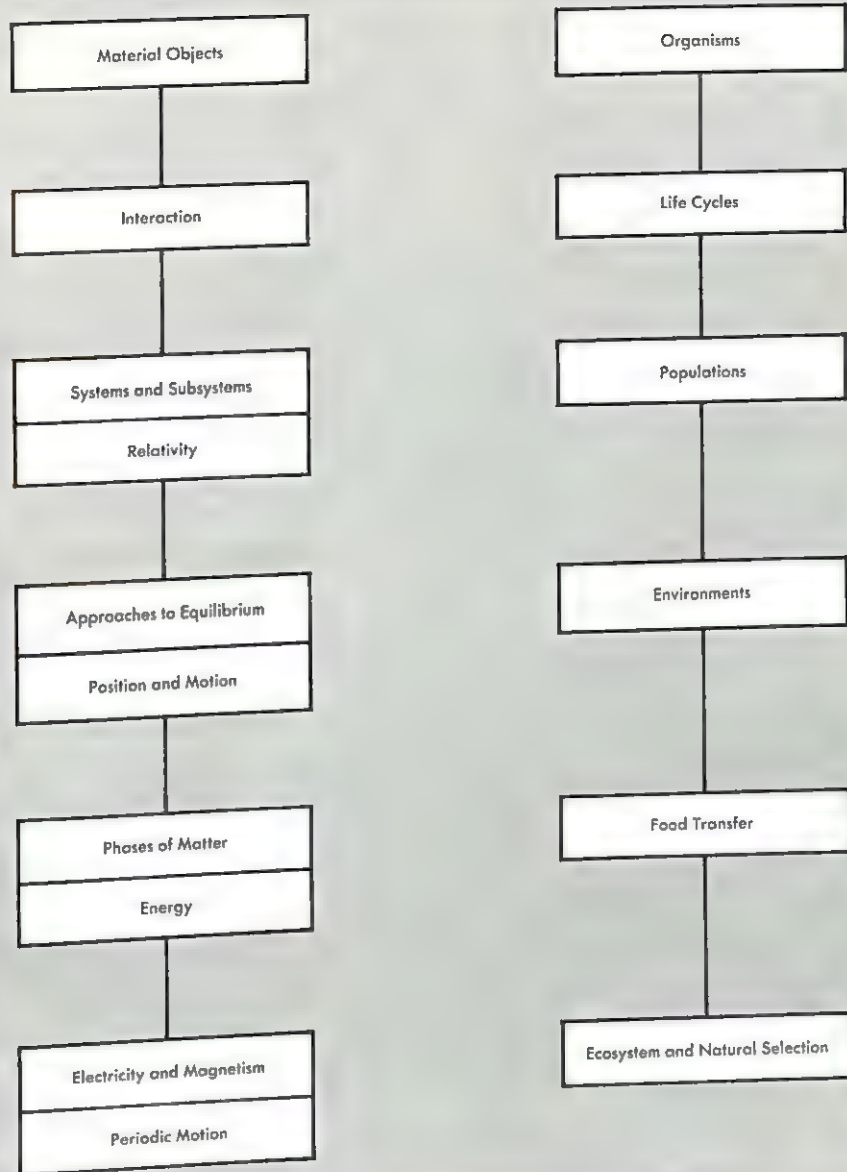 Material Objects
Interaction
Systems and Subsystems
Relativity
Approaches to Equilibrium
Position and Motion
Phases of Matter
Energy
Electricity and Magnetism
Periodic Motion
Organisms
Life Cycles
Populations
Environments
Food Transfer
Ecosystem and Natural Selection